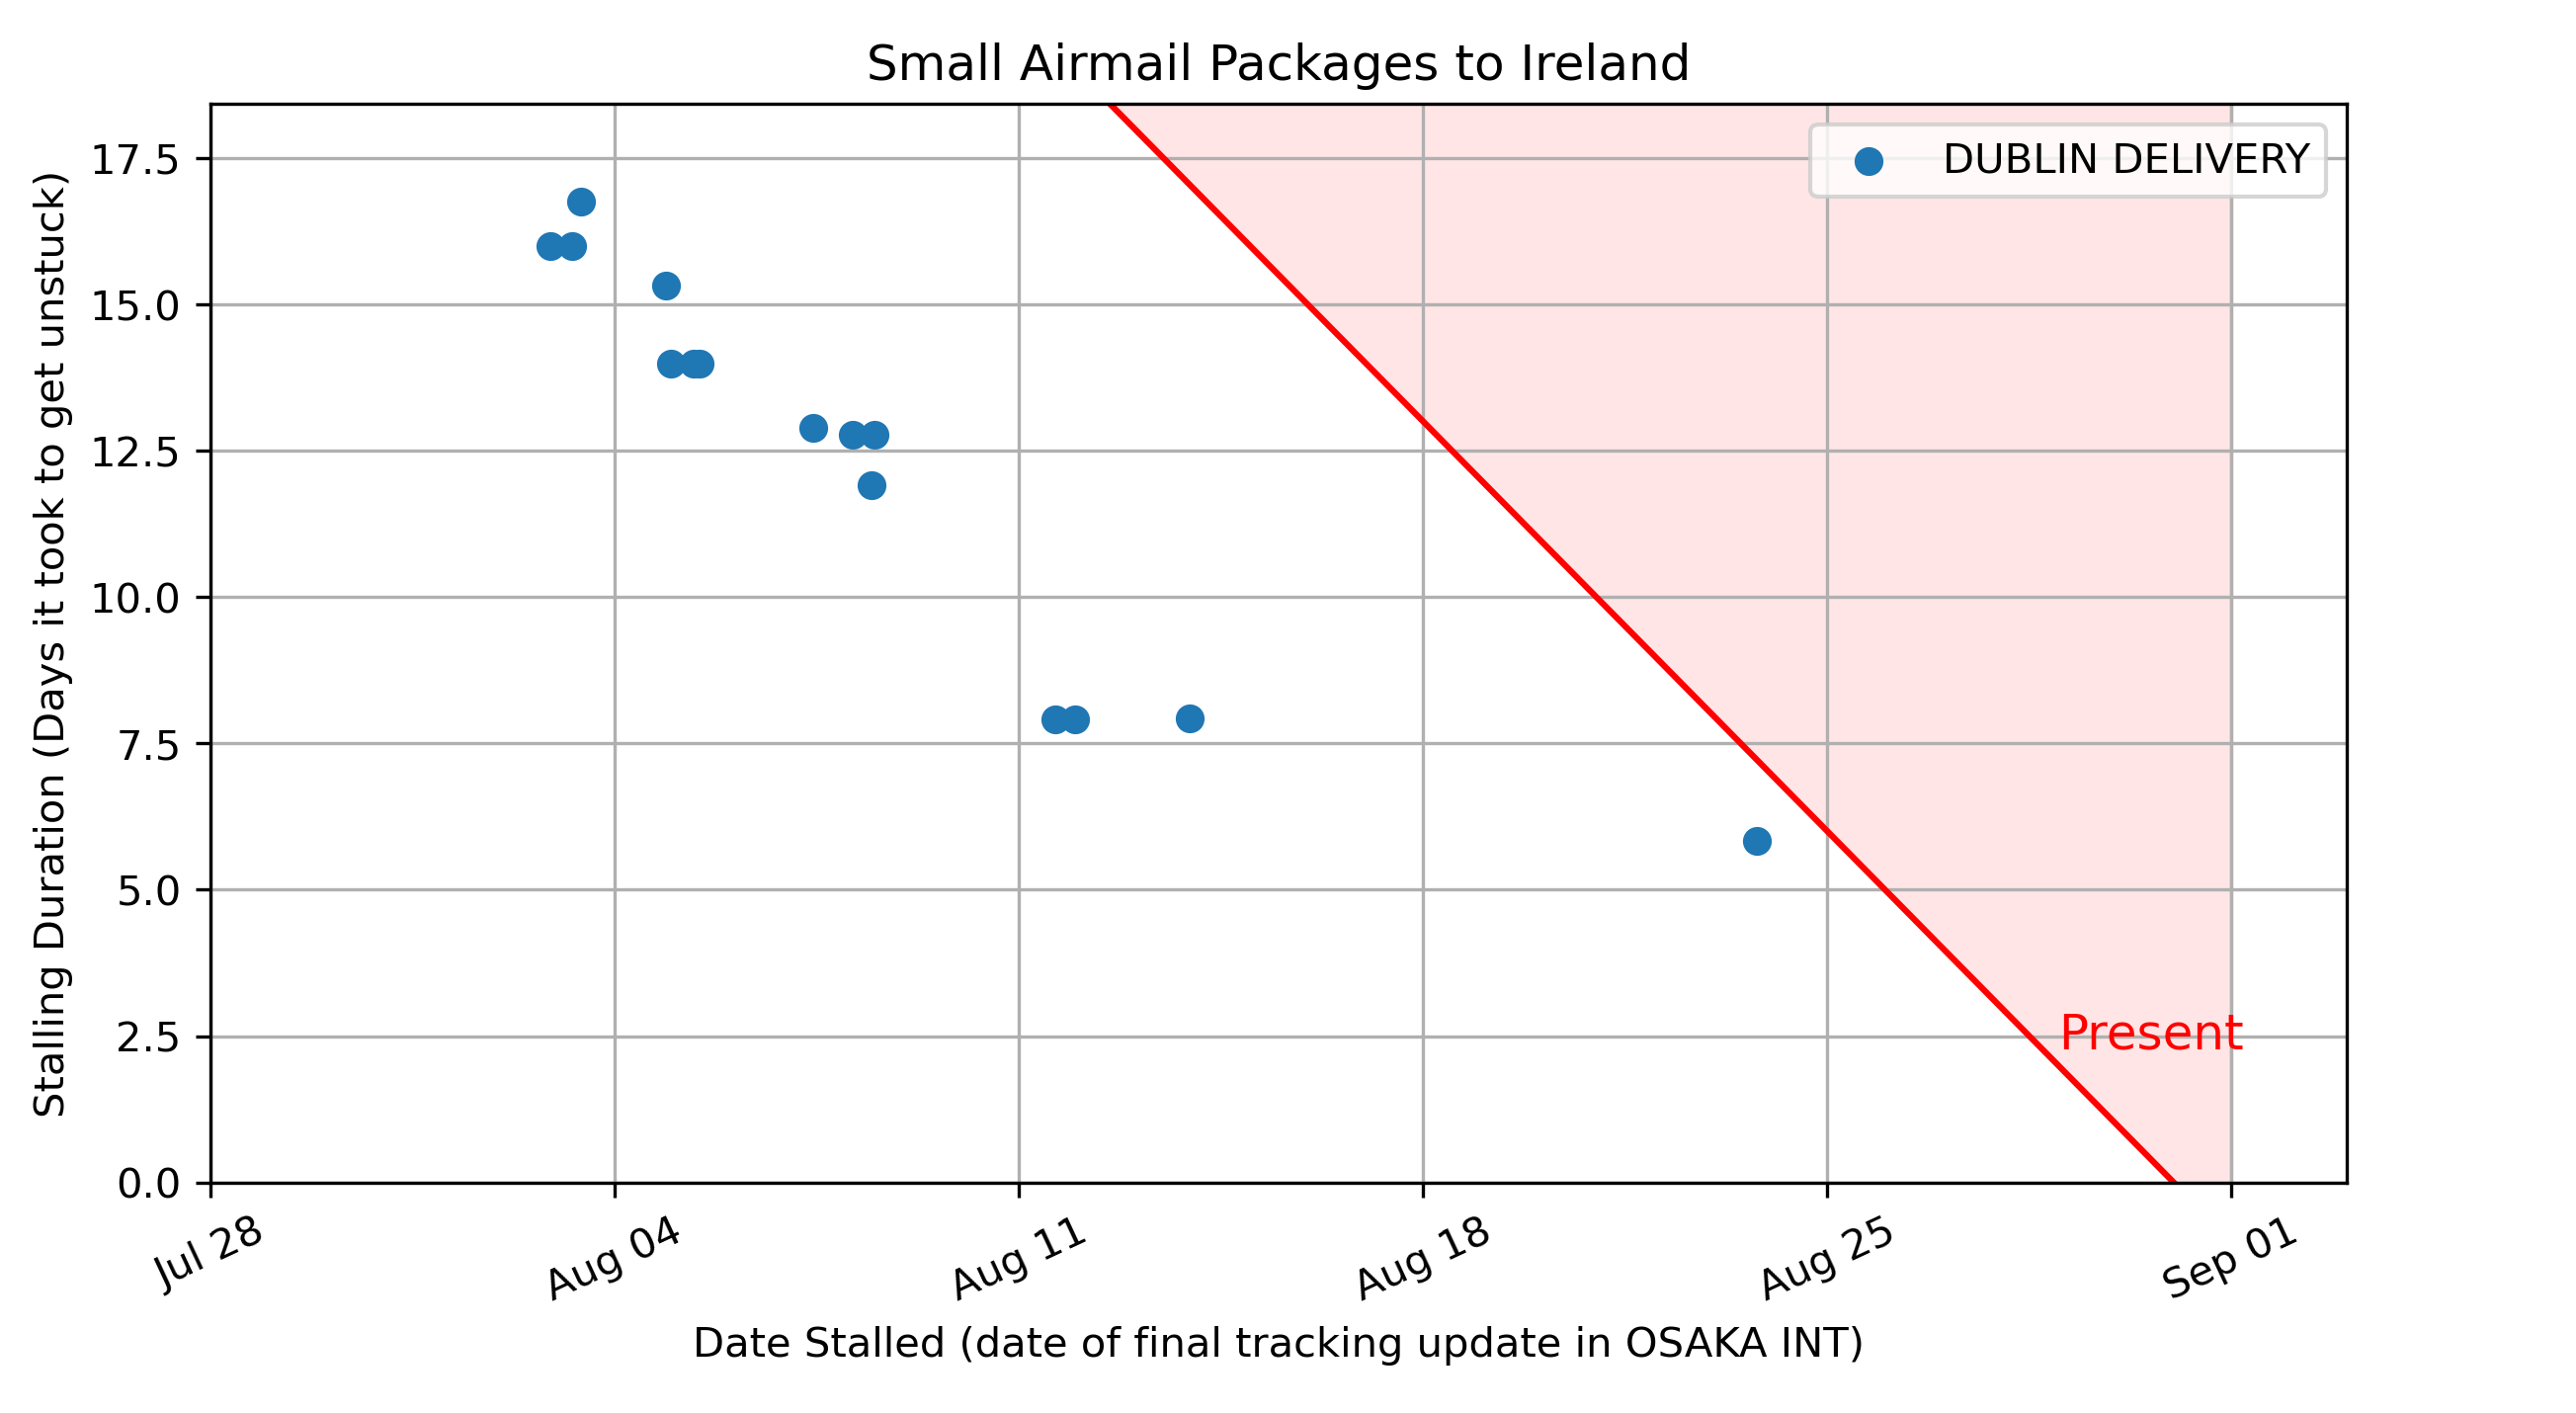 Small Airmail Packages to Ireland
DUBLIN DELIVERY
Stalling Duration (Days it took to get unstuck)
17.5
15.0
12.5
10.0
7.5
5.0
2.5
0.0
Present
Jul 28
Aug 04
Aug 11
Aug 18
Aug 25
Sep 01
Date Stalled (date of final tracking update in OSAKA INT)